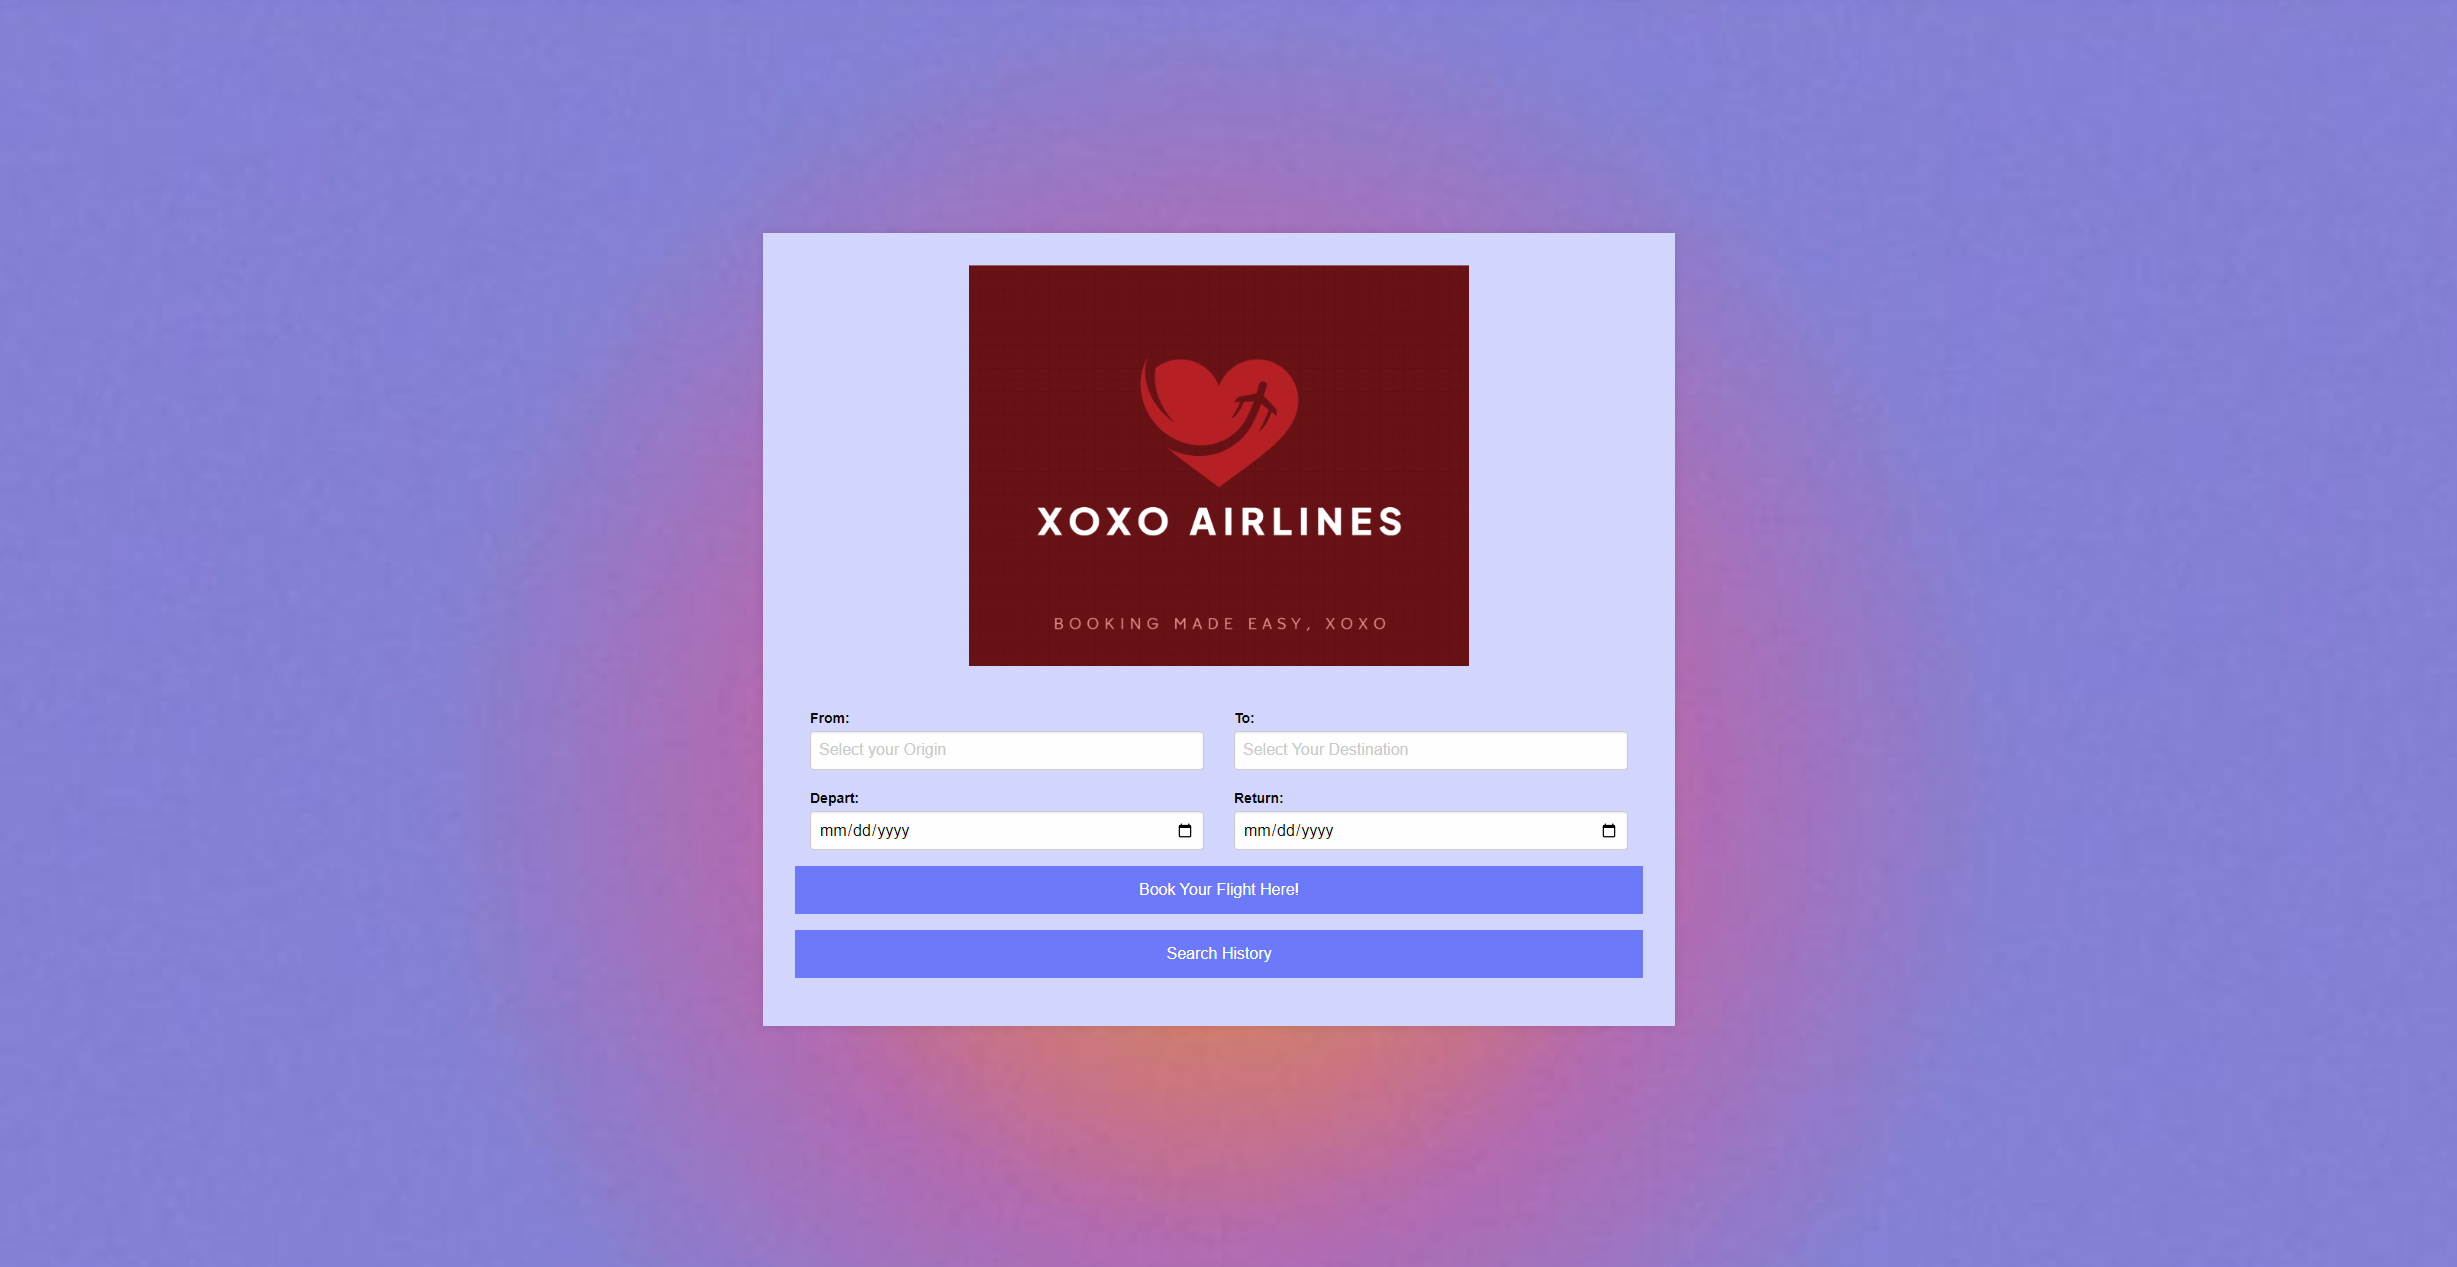 XOXO AIRLINES
BOOKING MADE EASY, XOXO
From: To:
Select your Origin Select Your Destination
Depart: Return:
mm/dd/yyyy mm/dd/yyyy
Book Your Flight Here!
Search History